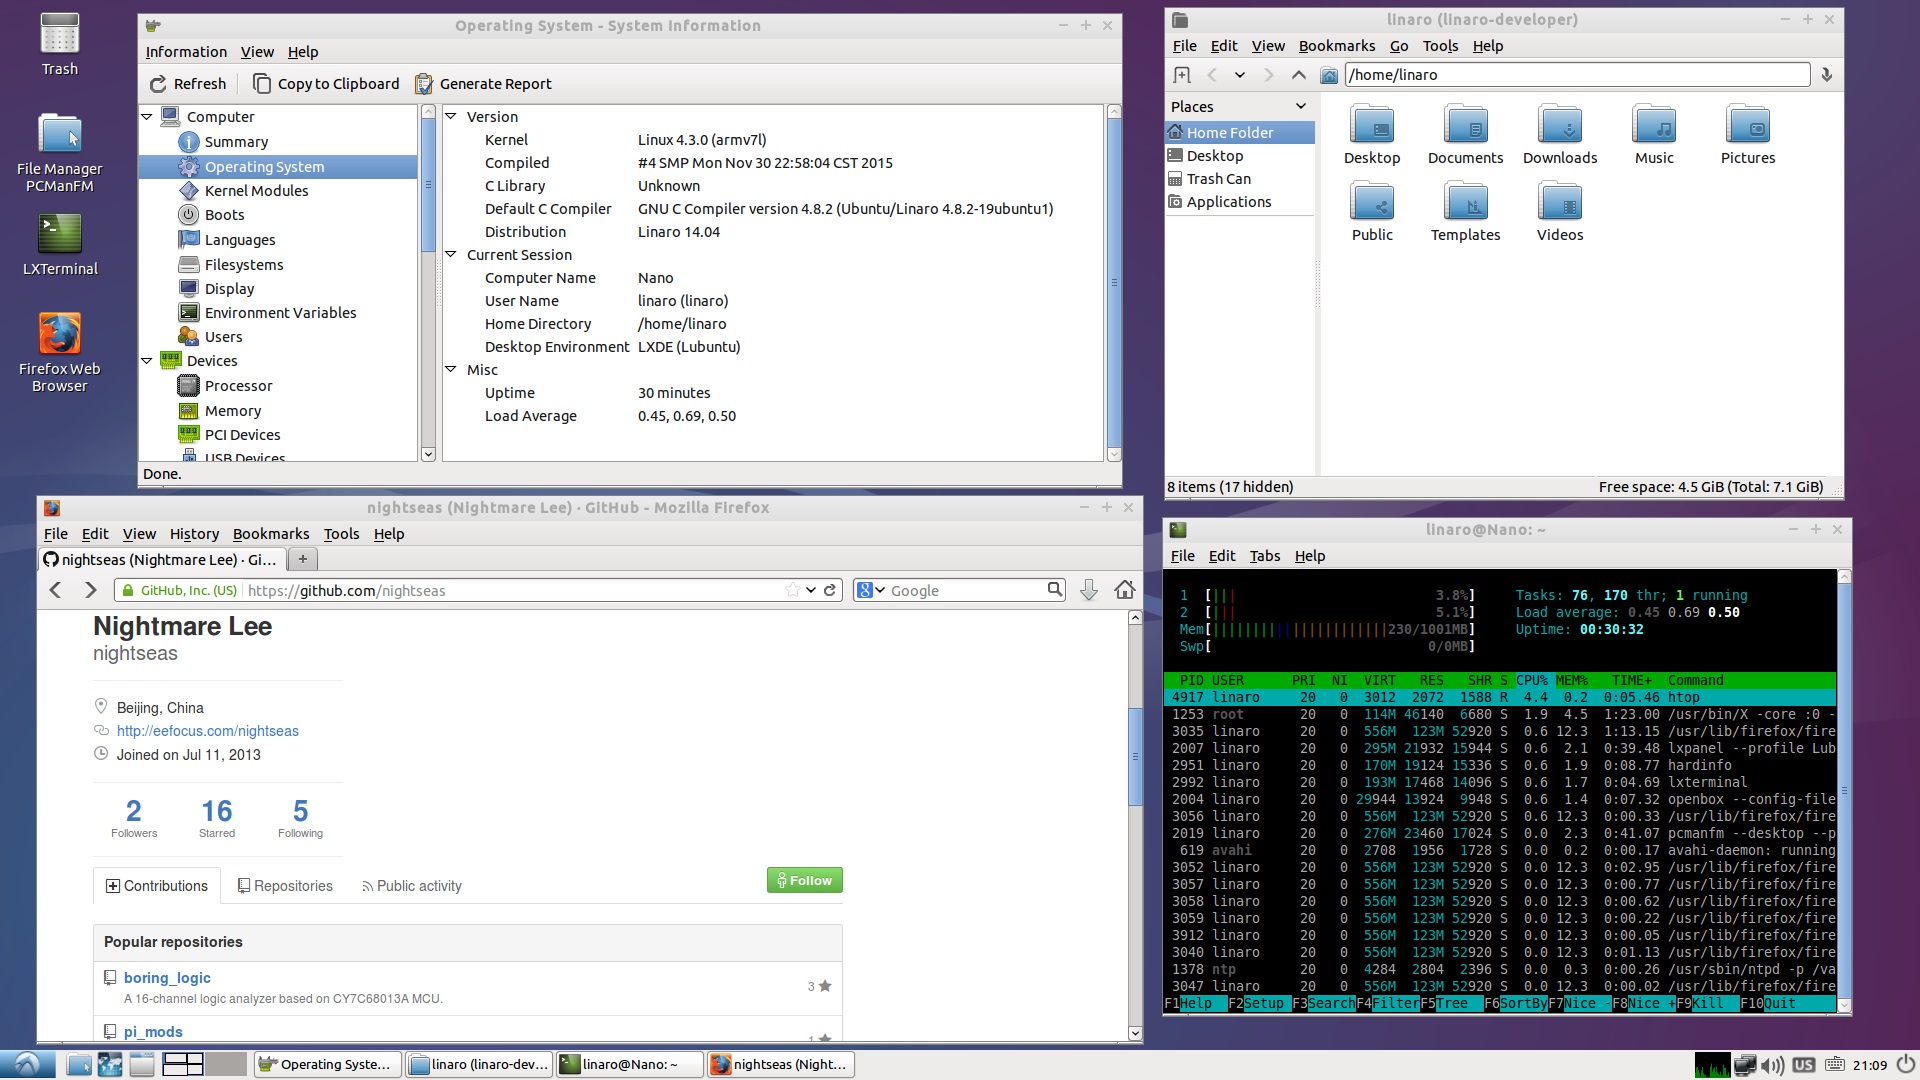 Trash
File Manager
PCManFM
LXTerminal
Firefox Web
Browser
Operating System - System Information
Information View Help
Refresh Copy to Clipboard Generate Report
Computer
Summary
Operating System
Kernel Modules
Boots
Languages
Filesystems
Display
Environment Variables
Users
Devices
Processor
Memory
PCI Devices
USB Devices
Version
Kernel Linux 4.3.0 (armv7l)
Compiled #4 SMP Mon Nov 30 22:58:04 CST 2015
C Library Unknown
Default C Compiler GNU C Compiler version 4.8.2 (Ubuntu/Linaro 4.8.2-19ubuntu1)
Distribution Linaro 14.04
Current Session
Computer Name Nano
User Name linaro (linaro)
Home Directory /home/linaro
Desktop Environment LXDE (Lubuntu)
Misc
Uptime 30 minutes
Load Average 0.45, 0.69, 0.50
Done.
linaro (linaro-developer)
File Edit View Bookmarks Go Tools Help
/home/linaro
Places
Home Folder
Desktop
Trash Can
Applications
Desktop Documents Downloads Music Pictures
Public Templates Videos
8 items (17 hidden) Free space: 4.5 GiB (Total: 7.1 GiB)
nightseas (Nightmare Lee) · GitHub - Mozilla Firefox
File Edit View History Bookmarks Tools Help
nightseas (Nightmare Lee) · Gi... +
GitHub, Inc. (US) https://github.com/nightseas 8 Google
Nightmare Lee
nightseas
Beijing, China
http://eefocus.com/nightseas
Joined on Jul 11, 2013
2 16 5
Followers Starred Following
Contributions Repositories Public activity Follow
Popular repositories
boring_logic
A 16-channel logic analyzer based on CY7C68013A MCU.
3
pi_mods
1
linaro@Nano: ~
File Edit Tabs Help
1 [||| 3.8%] Tasks: 76, 170 thr; 1 running
2 [||| 5.1%] Load average: 0.45 0.69 0.50
Mem[||||||||||||||||||||||230/1001MB] Uptime: 00:30:32
Swp[ 0/0MB]
PID USER PRI NI VIRT RES SHR S CPU% MEM% TIME+ Command
4917 linaro 20 0 3012 2072 1588 R 4.4 0.2 0:05.46 htop
1253 root 20 0 114M 46140 6680 S 1.9 4.5 1:23.00 /usr/bin/X -core :0 -
3035 linaro 20 0 556M 123M 52920 S 0.6 12.3 1:13.15 /usr/lib/firefox/fire
2007 linaro 20 0 295M 21932 15944 S 0.6 2.1 0:39.48 lxpanel --profile Lub
2951 linaro 20 0 170M 19124 15336 S 0.6 1.9 0:08.77 hardinfo
2992 linaro 20 0 193M 17468 14096 S 0.6 1.7 0:04.69 lxterminal
2004 linaro 20 0 29944 13924 9948 S 0.6 1.4 0:07.32 openbox --config-file
3056 linaro 20 0 556M 123M 52920 S 0.6 12.3 0:00.33 /usr/lib/firefox/fire
2019 linaro 20 0 276M 23460 17024 S 0.0 2.3 0:41.07 pcmanfm --desktop --p
619 avahi 20 0 2708 1956 1728 S 0.0 0.2 0:00.17 avahi-daemon: running
3052 linaro 20 0 556M 123M 52920 S 0.0 12.3 0:02.95 /usr/lib/firefox/fire
3057 linaro 20 0 556M 123M 52920 S 0.0 12.3 0:00.77 /usr/lib/firefox/fire
3058 linaro 20 0 556M 123M 52920 S 0.0 12.3 0:00.62 /usr/lib/firefox/fire
3059 linaro 20 0 556M 123M 52920 S 0.0 12.3 0:00.22 /usr/lib/firefox/fire
3912 linaro 20 0 556M 123M 52920 S 0.0 12.3 0:00.05 /usr/lib/firefox/fire
3040 linaro 20 0 556M 123M 52920 S 0.0 12.3 0:01.13 /usr/lib/firefox/fire
1378 ntp 20 0 4284 2804 2396 S 0.0 0.3 0:00.26 /usr/sbin/ntpd -p /va
3047 linaro 20 0 556M 123M 52920 S 0.0 12.3 0:00.02 /usr/lib/firefox/fire
F1Help F2Setup F3SearchF4FilterF5Tree F6SortByF7Nice -F8Nice +F9Kill F10Quit
Operating Syste... linaro (linaro-dev... linaro@Nano: ~ nightseas (Night... US 21:09